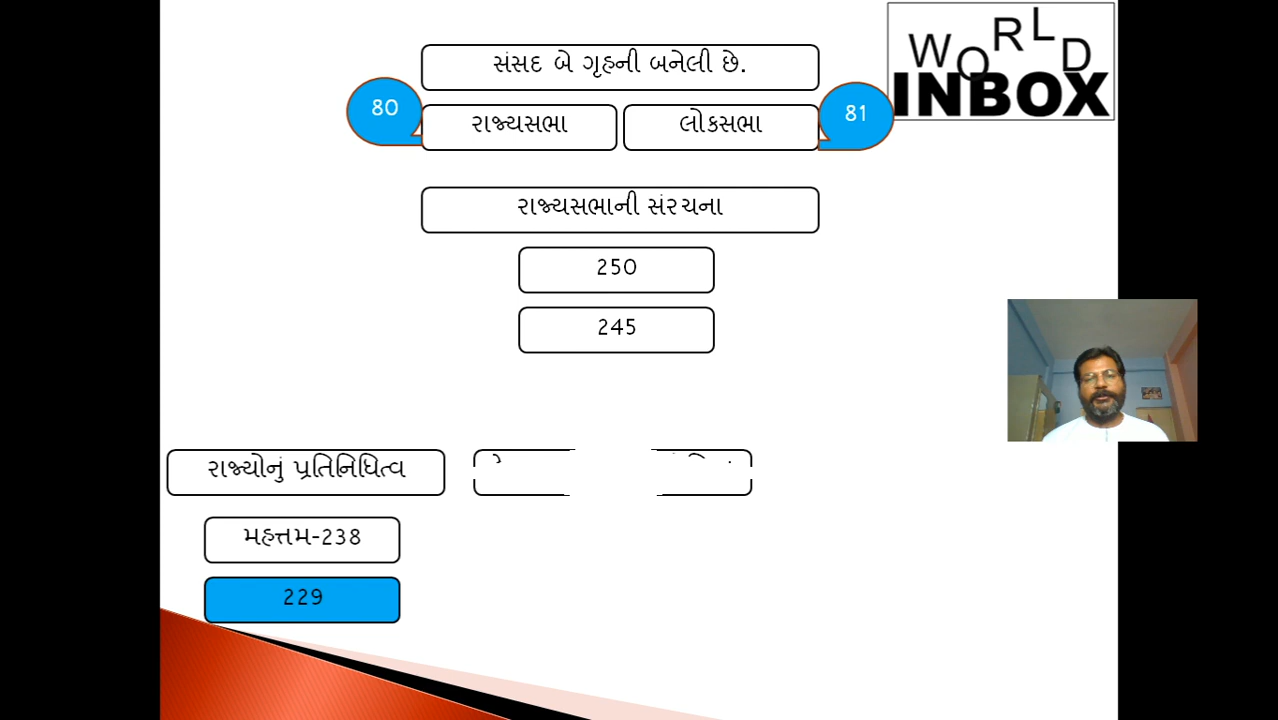 WORLD
INBOX
સંસદ બે ગૃહની બનેલી છે.
80
રાજ્યસભા
લોકસભા
81
રાજ્યસભાની સંરચના
250
245
રાજ્યોનું પ્રતિનિધિત્વ
મહત્તમ-238
229